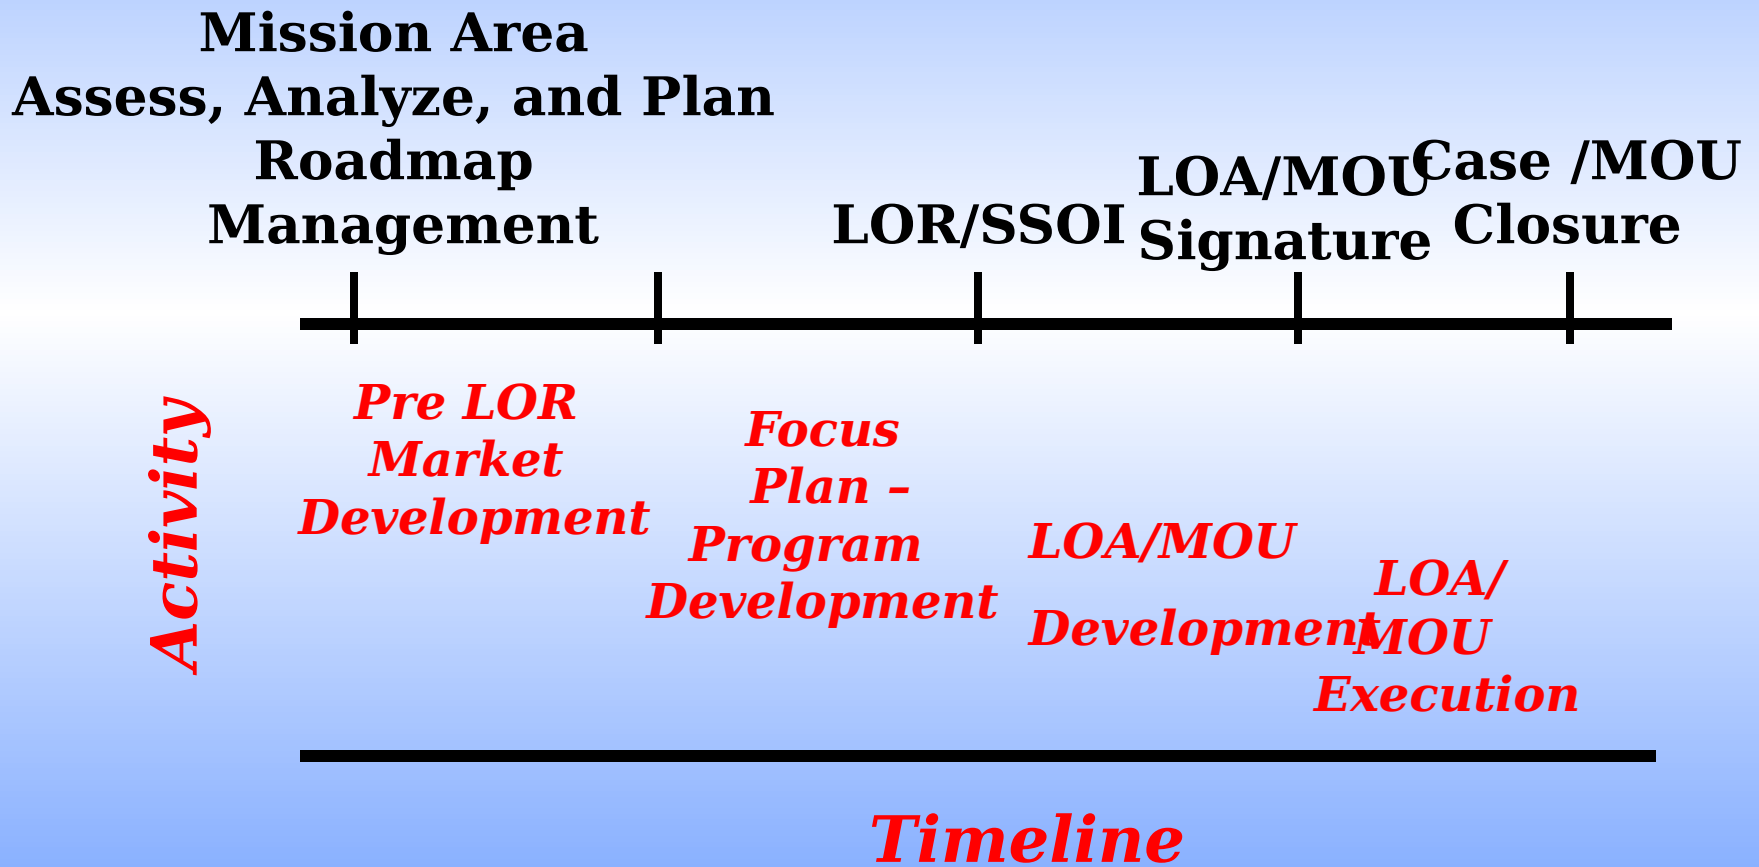 Mission Area
Assess, Analyze, and Plan
Roadmap
Management
LOR/SSOI
LOA/MOU
Signature
Case /MOU
Closure
Activity
Pre LOR
Market
Development
Focus
Plan –
Program
Development
LOA/MOU
Development
LOA/
MOU
Execution
Timeline